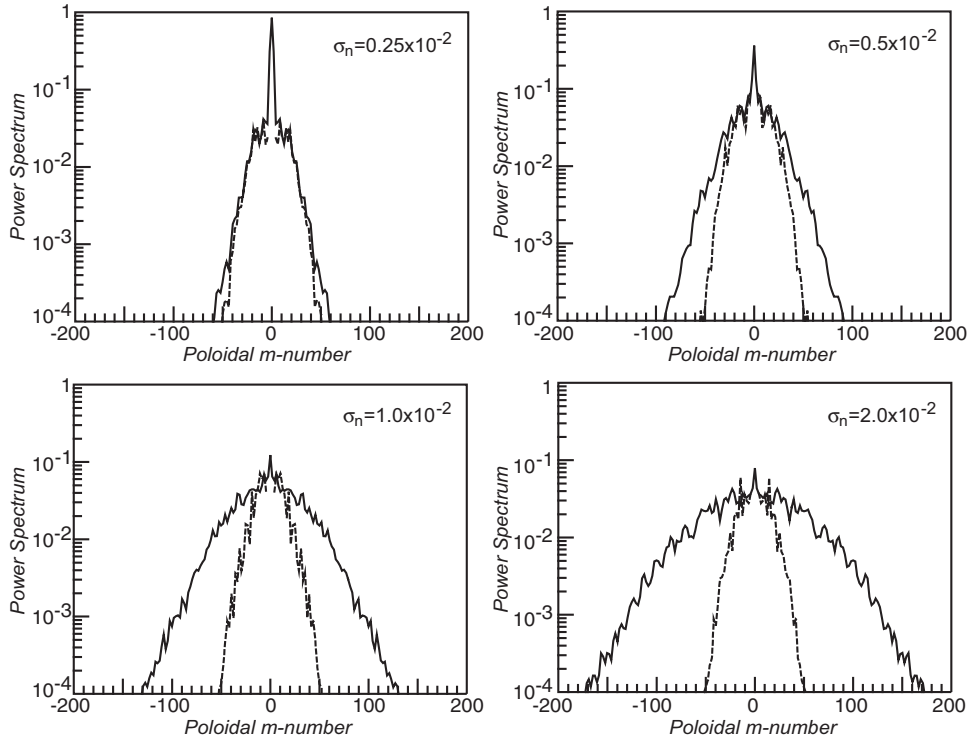 σn=0.25x10-2
1
10-1
10-2
10-3
10-4
Power Spectrum
-200 -100 0 100 200
Poloidal m-number
σn=0.5x10-2
1
10-1
10-2
10-3
10-4
Power Spectrum
-200 -100 0 100 200
Poloidal m-number
σn=1.0x10-2
1
10-1
10-2
10-3
10-4
Power Spectrum
-200 -100 0 100 200
Poloidal m-number
σn=2.0x10-2
1
10-1
10-2
10-3
10-4
Power Spectrum
-200 -100 0 100 200
Poloidal m-number